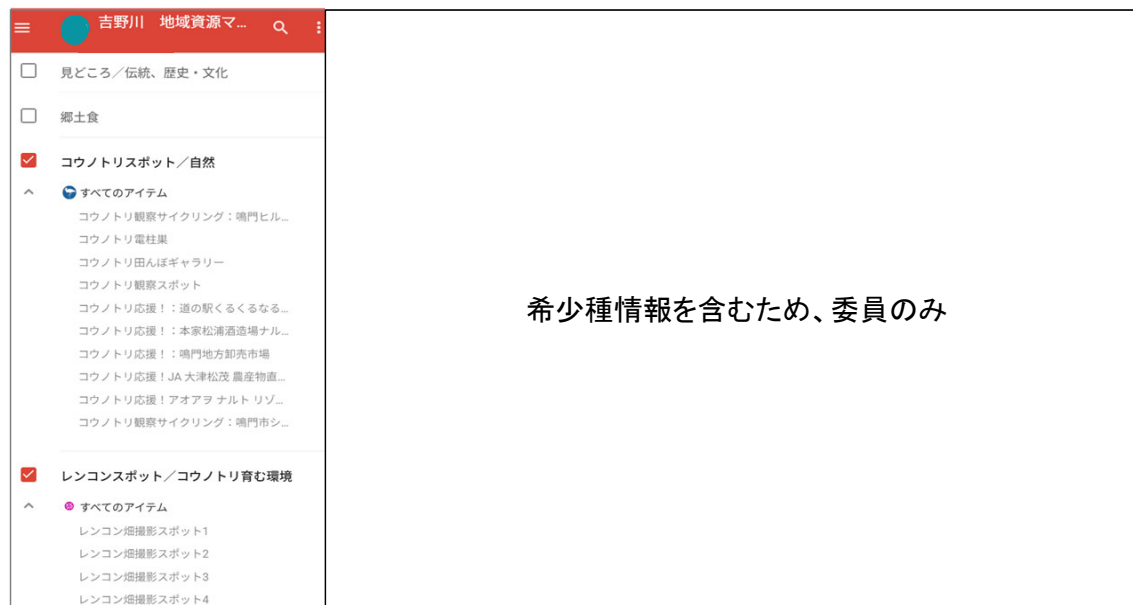 吉野川　地域資源マ...
見どころ／伝統、歴史・文化
郷土食
コウノトリスポット／自然
すべてのアイテム
コウノトリ観察サイクリング：鳴門ヒル...
コウノトリ電柱巣
コウノトリ田んぼギャラリー
コウノトリ観察スポット
コウノトリ応援！：道の駅くるくるなる...
コウノトリ応援！：本家松浦酒造場ナル...
コウノトリ応援！：鳴門地方卸売市場
コウノトリ応援！JA 大津松茂 農産物直...
コウノトリ応援！アオアヲ ナルト リゾ...
コウノトリ観察サイクリング：鳴門市シ...
レンコンスポット／コウノトリ育む環境
すべてのアイテム
レンコン畑撮影スポット1
レンコン畑撮影スポット2
レンコン畑撮影スポット3
レンコン畑撮影スポット4
希少種情報を含むため、委員のみ